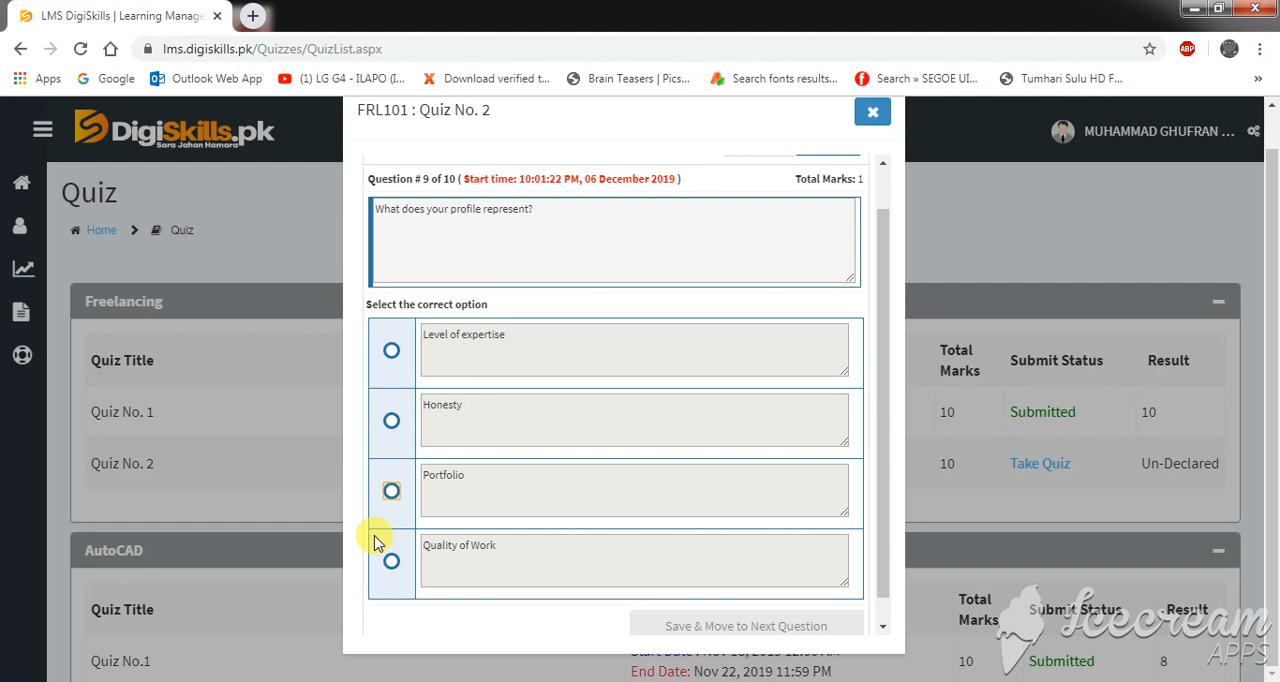 LMS DigiSkills | Learning Manage
lms.digiskills.pk/Quizzes/QuizList.aspx
ABP
Apps
Google
Outlook Web App
(1) LG G4 - ILAPO (I...
Download verified t...
Brain Teasers | Pics...
Search fonts results...
Search » SEGOE UI...
Tumhari Sulu HD F...
»
DigiSkills.pk
Sara Jahan Hamara
MUHAMMAD GHUFRAN ...
FRL101 : Quiz No. 2
Quiz
Home
Quiz
Question # 9 of 10 ( Start time: 10:01:22 PM, 06 December 2019 )
Total Marks: 1
What does your profile represent?
Select the correct option
Level of expertise
Honesty
Portfolio
Quality of Work
Save & Move to Next Question
Freelancing
Quiz Title
Total Marks
Submit Status
Result
Quiz No. 1
10
Submitted
10
Quiz No. 2
10
Take Quiz
Un-Declared
AutoCAD
Quiz Title
Total Marks
Submit Status
Result
Quiz No.1
End Date: Nov 22, 2019 11:59 PM
10
Submitted
8
Icecream
APPS